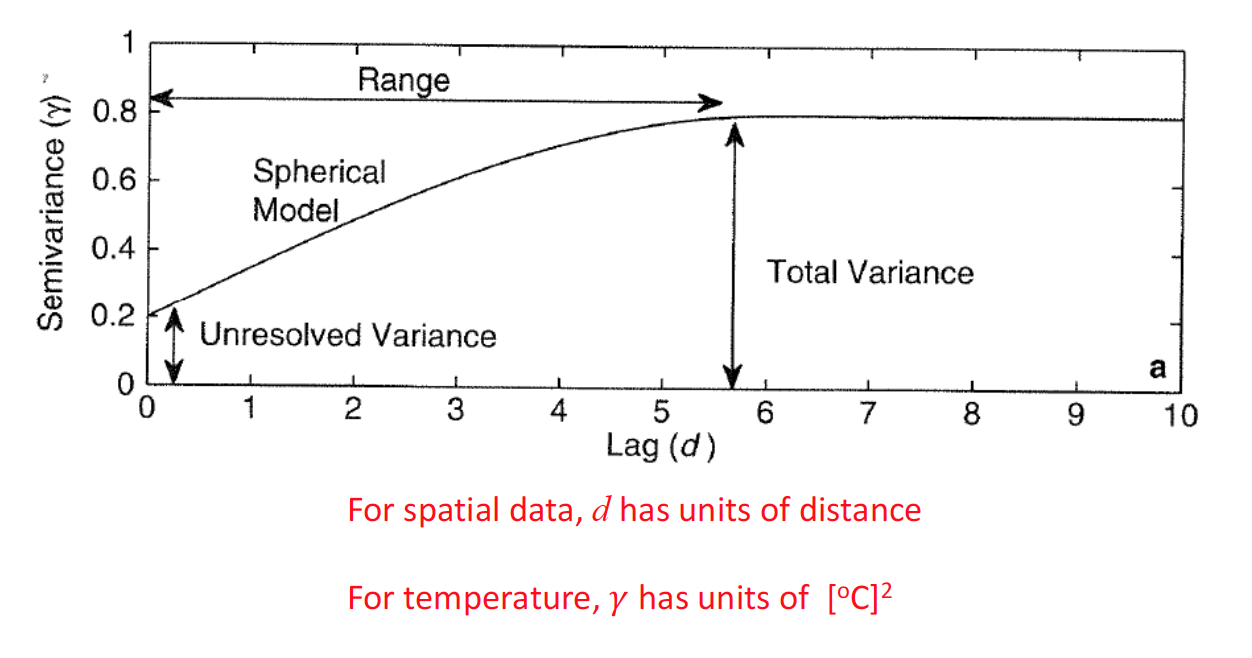 1
Range
0.8
Semivariance (γ)
Spherical
Model
0.6
0.4
Total Variance
0.2
Unresolved Variance
0
a
0 1 2 3 4 5 6 7 8 9 10
Lag (d)
For spatial data, d has units of distance
For temperature, γ has units of [°C]²